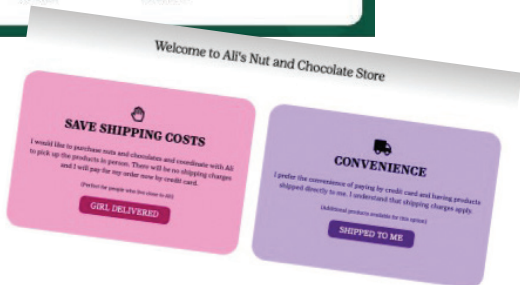 Welcome to Ali's Nut and Chocolate Store
SAVE SHIPPING COSTS
I would like to purchase nuts and chocolates and coordinate with Ali
to pick up the products in person. There will be no shipping charges
and I will pay for my order now by credit card.
(Perfect for people who live close to Ali!)
GIRL DELIVERED
CONVENIENCE
I prefer the convenience of paying by credit card and having products
shipped directly to me. I understand that shipping charges apply.
(Additional products available for this option)
SHIPPED TO ME